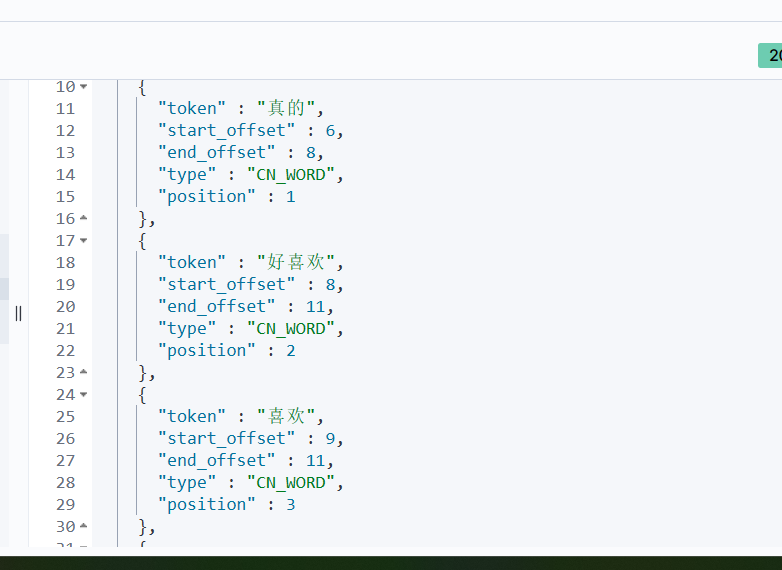 20
10 {
11 "token" : "真的",
12 "start_offset" : 6,
13 "end_offset" : 8,
14 "type" : "CN_WORD",
15 "position" : 1
16 },
17 {
18 "token" : "好喜欢",
19 "start_offset" : 8,
20 "end_offset" : 11,
21 "type" : "CN_WORD",
22 "position" : 2
23 },
24 {
25 "token" : "喜欢",
26 "start_offset" : 9,
27 "end_offset" : 11,
28 "type" : "CN_WORD",
29 "position" : 3
30 },
31 {